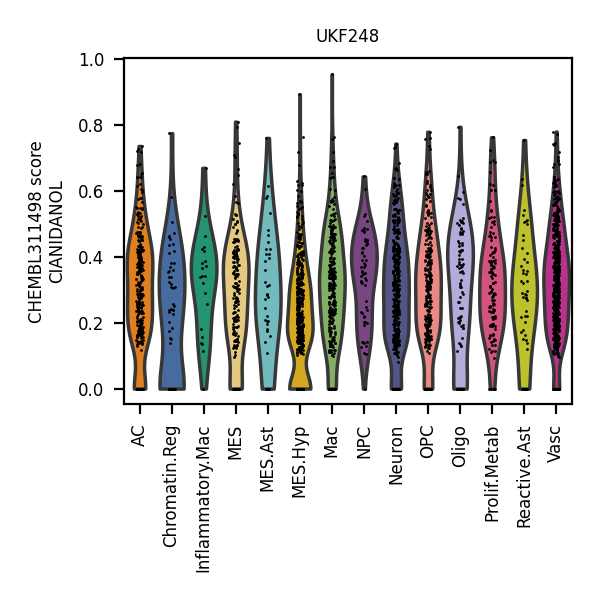 UKF248
CHEMBL311498 score
CIANIDANOL
1.0
0.8
0.6
0.4
0.2
0.0
AC
Chromatin.Reg
Inflammatory.Mac
MES
MES.Ast
MES.Hyp
Mac
NPC
Neuron
OPC
Oligo
Prolif.Metab
Reactive.Ast
Vasc